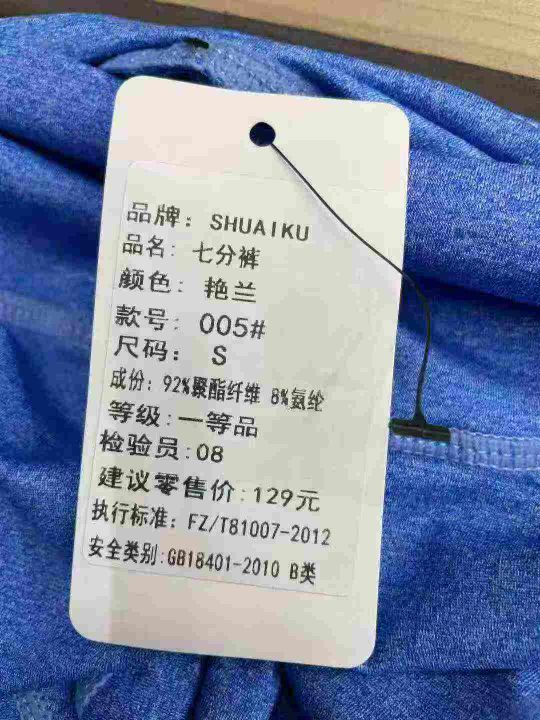 品牌: SHUAIKU
品名: 七分裤
颜色: 艳兰
款号: 005#
尺码: S
成份: 92%聚酯纤维 8%氨纶
等级:一等品
检验员:08
建议零售价:129元
执行标准: FZ/T81007-2012
安全类别:GB18401-2010 B类